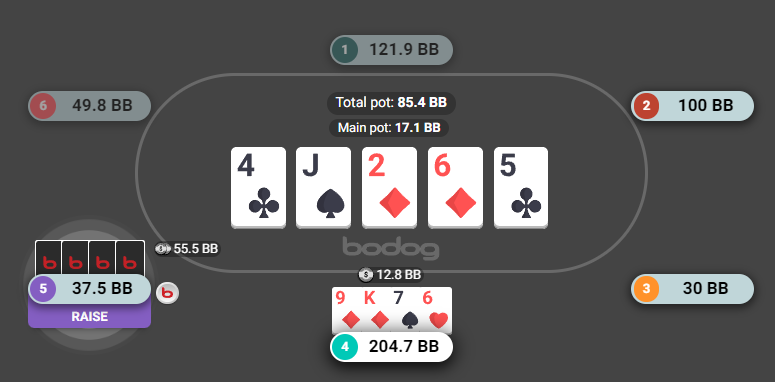 1 121.9 BB
6 49.8 BB
Total pot: 85.4 BB
2 100 BB
Main pot: 17.1 BB
4 J 2 6 5
bodog
55.5 BB
12.8 BB
b b b b
5 37.5 BB
b
RAISE
9 K 7 6
3 30 BB
4 204.7 BB